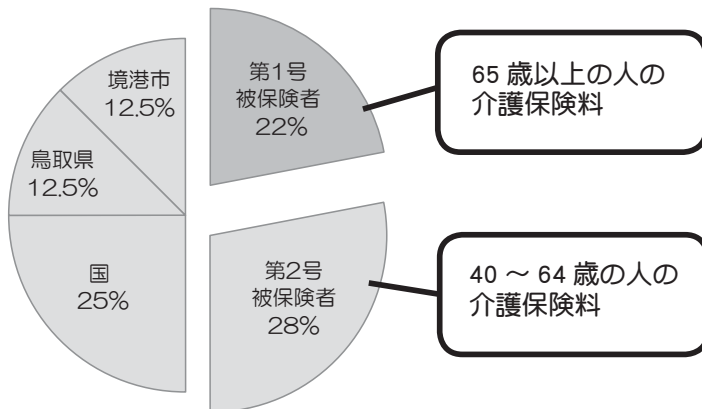 境港市
12.5%
鳥取県
12.5%
国
25%
第1号
被保険者
22%
65 歳以上の人の
介護保険料
第2号
被保険者
28%
40 ~ 64 歳の人の
介護保険料